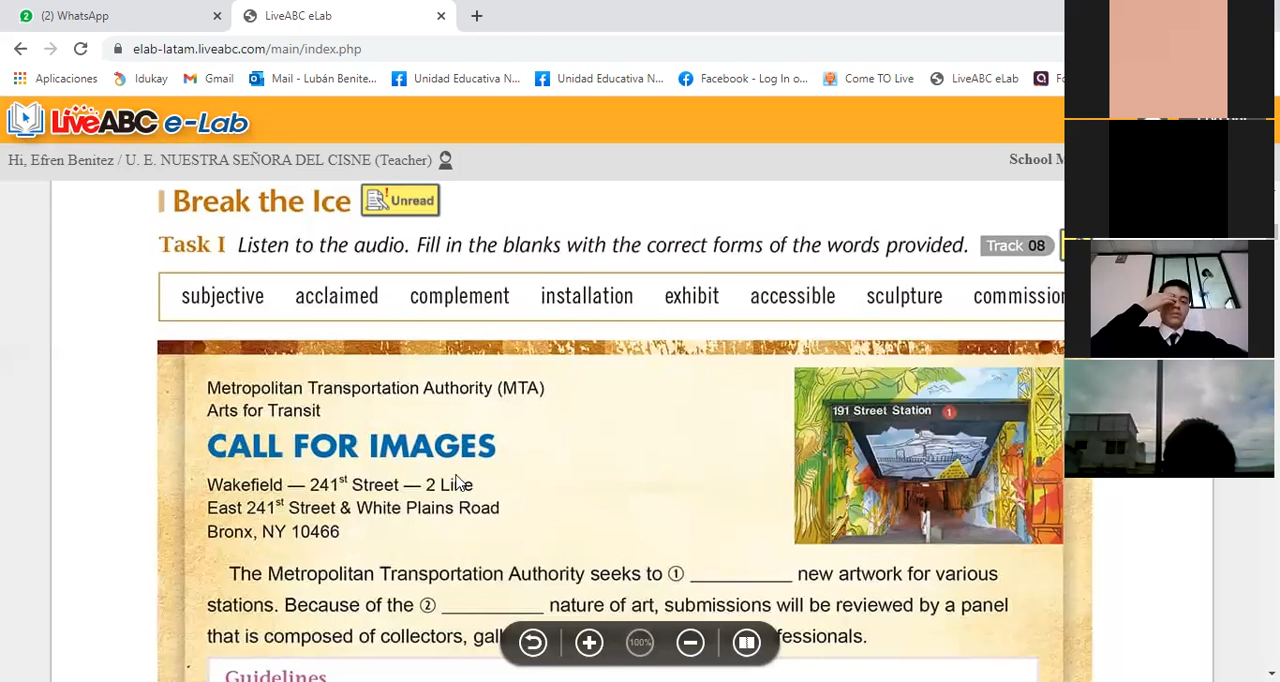 (2) WhatsApp
LiveABC eLab
elab-latam.liveabc.com/main/index.php
Aplicaciones Idukay Gmail Mail - Lubán Benite... Unidad Educativa N... Unidad Educativa N... Facebook - Log In o... Come TO Live LiveABC eLab
LiveABC e-Lab
Hi, Efren Benitez / U. E. NUESTRA SEÑORA DEL CISNE (Teacher)
School M
Break the Ice Unread
Task I Listen to the audio. Fill in the blanks with the correct forms of the words provided. Track 08
subjective acclaimed complement installation exhibit accessible sculpture commission
Metropolitan Transportation Authority (MTA)
Arts for Transit
CALL FOR IMAGES
Wakefield — 241st Street — 2 Line
East 241st Street & White Plains Road
Bronx, NY 10466
191 Street Station 1
The Metropolitan Transportation Authority seeks to ① __________ new artwork for various
stations. Because of the ② __________ nature of art, submissions will be reviewed by a panel
that is composed of collectors, gall fessionals.
100%
Guidelines